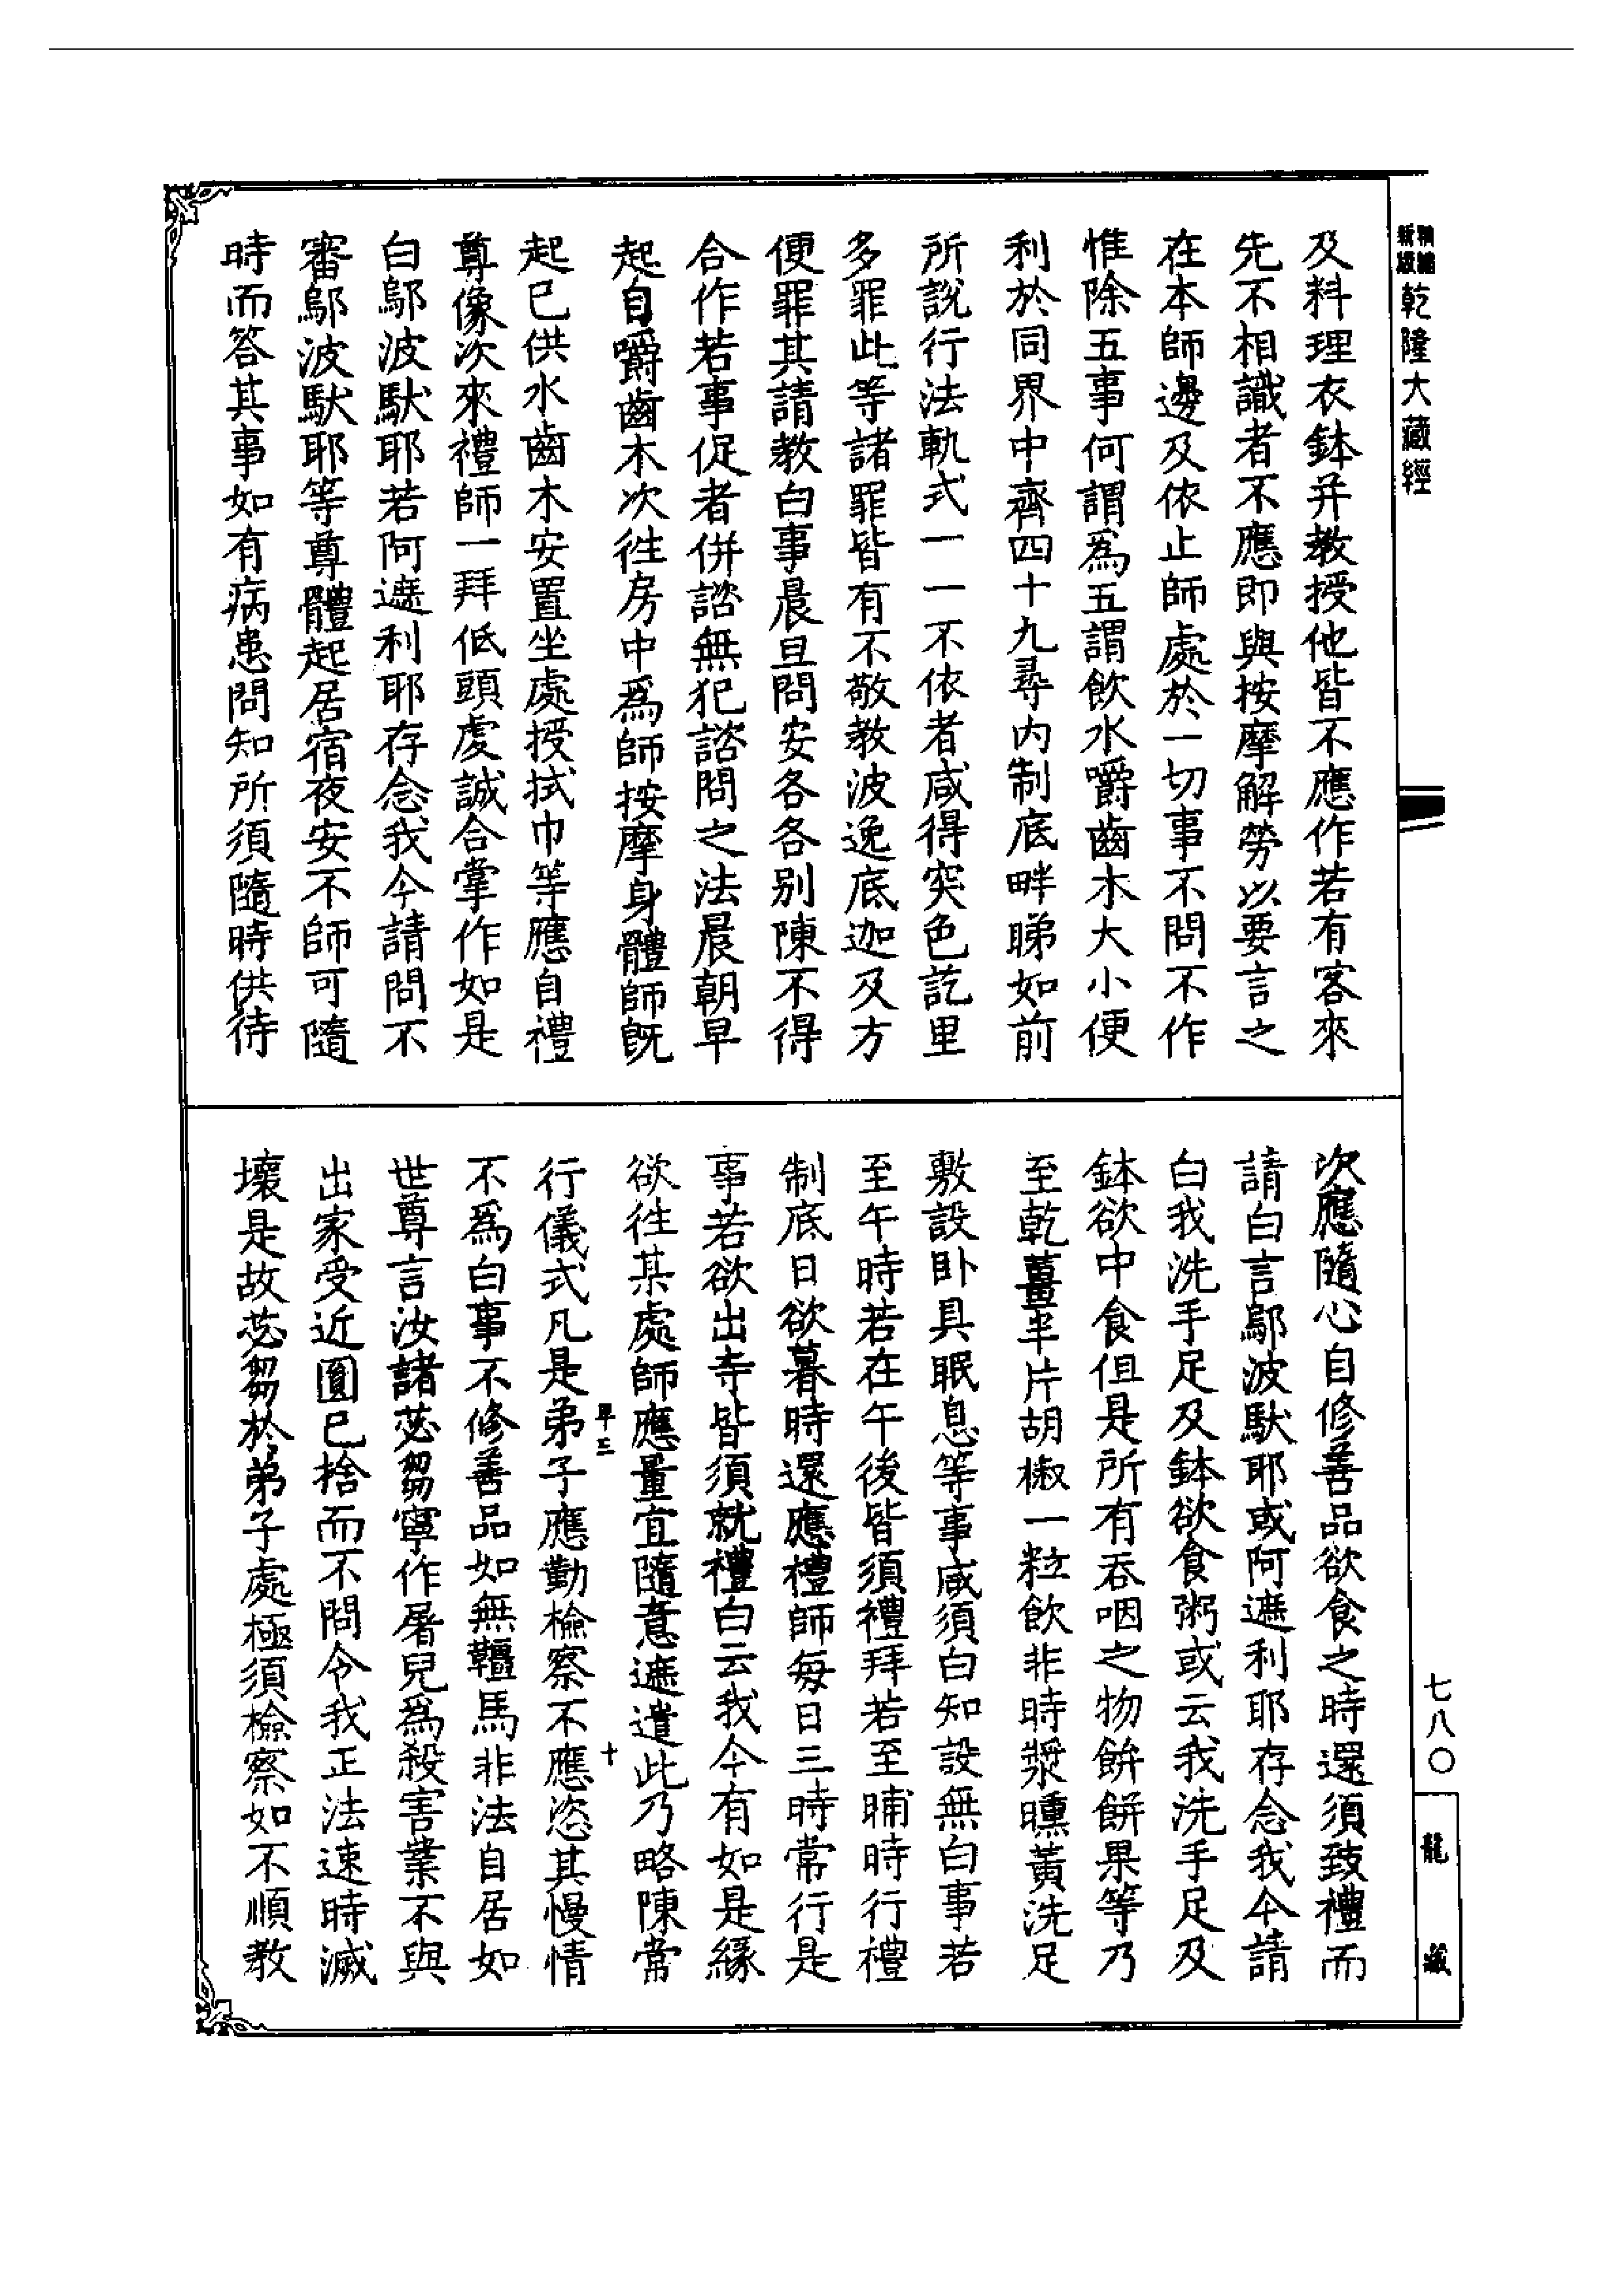 新編縮版乾隆大藏經
及料理衣鉢并教授他皆不應作若有客來
先不相識者不應即與按摩解勞以要言之
在本師邊及依止師處於一切事不問不作
惟除五事何謂爲五謂飲水嚼齒木大小便
利於同界中齊四十九尋内制底畔睇如前
所說行法軌式一一不依者咸得突色訖里
多罪此等諸罪皆有不敬教波逸底迦及方
便罪其請教白事晨旦問安各各別陳不得
合作若事促者併諮無犯諮問之法晨朝早
起自嚼齒木次徃房中爲師按摩身體師旣
起已供水齒木安置坐處授拭巾等應自禮
尊像次來禮師一拜低頭虔誠合掌作如是
白鄔波馱耶若阿遮利耶存念我今請問不
審鄔波馱耶等尊體起居宿夜安不師可隨
時而答其事如有病患問知所須隨時供待
次應隨心自修善品欲食之時還須致禮而
請白言鄔波馱耶或阿遮利耶存念我今請
白我洗手足及鉢欲食粥或云我洗手足及
鉢欲中食但是所有吞咽之物餅餅果等乃
至乾薑半片胡椒一粒飲非時漿曛黃洗足
敷設卧具眠息等事咸須白知設無白事若
至午時若在午後皆須禮拜若至晡時行禮
制底日欲暮時還應禮師每日三時常行是
事若欲出寺皆須就禮白云我今有如是緣
欲徃某處師應量宜隨意遮遣此乃略陳常
行儀式凡是弟子應勤檢察不應恣其慢情
不爲白事不修善品如無韁馬非法自居如
世尊言汝諸苾芻寧作屠兒爲殺害業不與
出家受近圓已捨而不問令我正法速時滅
壞是故苾芻於弟子處極須檢察如不順教
十
七八〇
龍藏